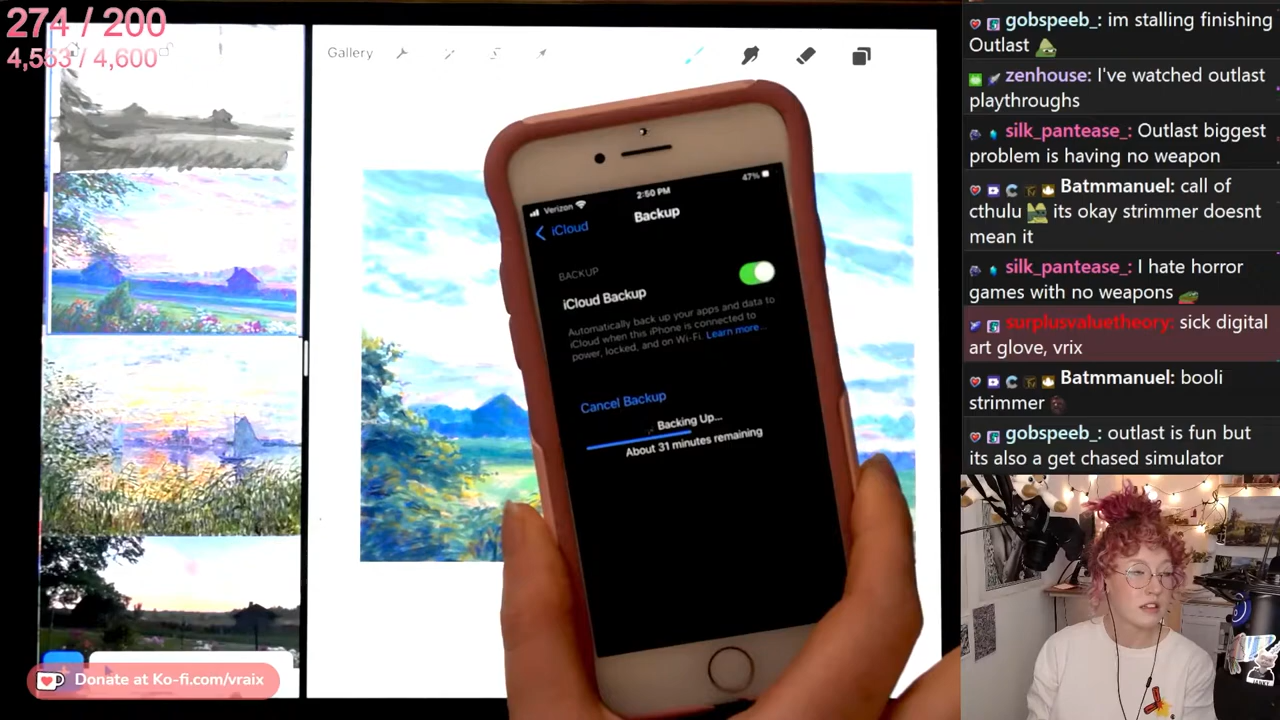 274 / 200
4,553 / 4,600
Gallery
Verizon
2:50 PM
47%
iCloud
Backup
BACKUP
iCloud Backup
Automatically back up your apps and data to
iCloud when this iPhone is connected to
power, locked, and on Wi-Fi. Learn more...
Cancel Backup
Backing Up...
About 31 minutes remaining
Donate at Ko-fi.com/vraix
gobspeeb_: im stalling finishing
Outlast
zenhouse: I've watched outlast
playthroughs
silk_pantease_: Outlast biggest
problem is having no weapon
Batmmanuel: call of
cthulu its okay strimmer doesnt
mean it
silk_pantease_: I hate horror
games with no weapons
surplusvaluetheory: sick digital
art glove, vrix
Batmmanuel: booli
strimmer
gobspeeb_: outlast is fun but
its also a get chased simulator